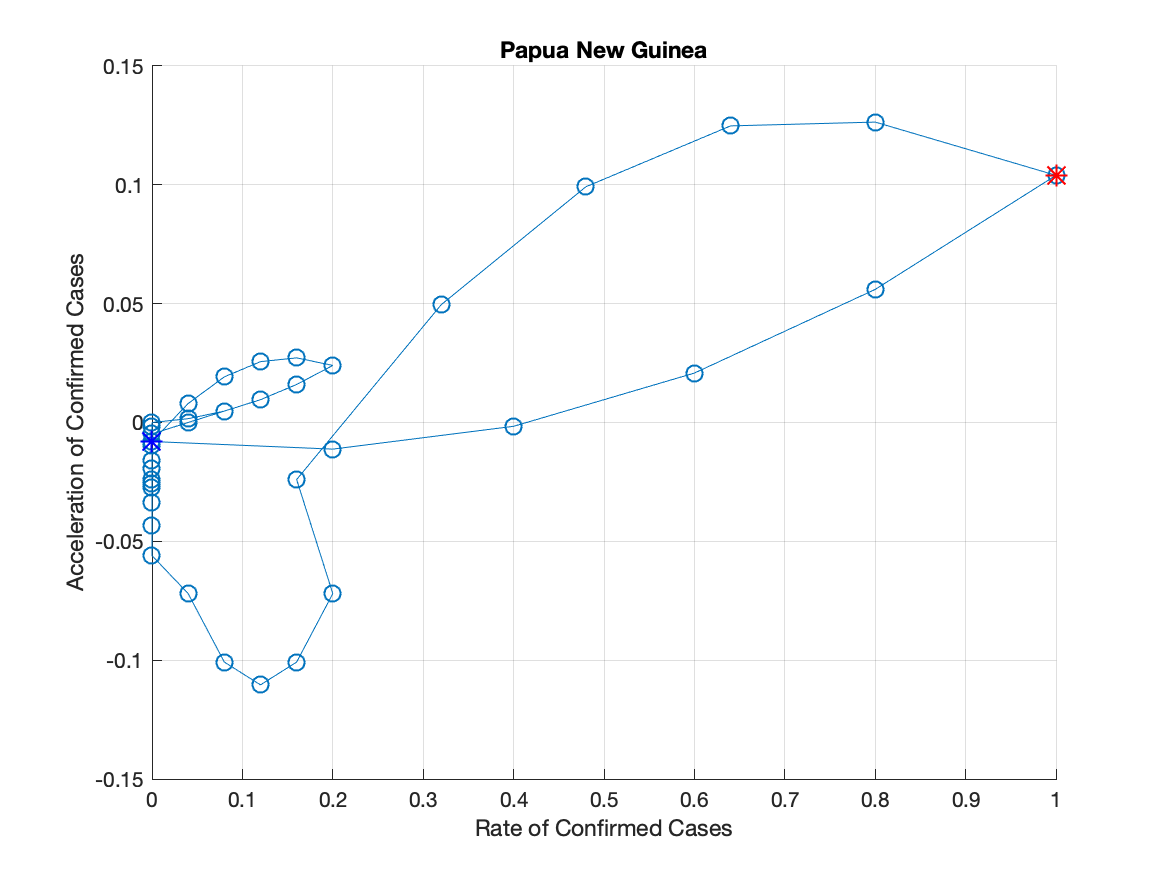 Papua New Guinea
Acceleration of Confirmed Cases
0.15
0.1
0.05
0
-0.05
-0.1
-0.15
0 0.1 0.2 0.3 0.4 0.5 0.6 0.7 0.8 0.9 1
Rate of Confirmed Cases